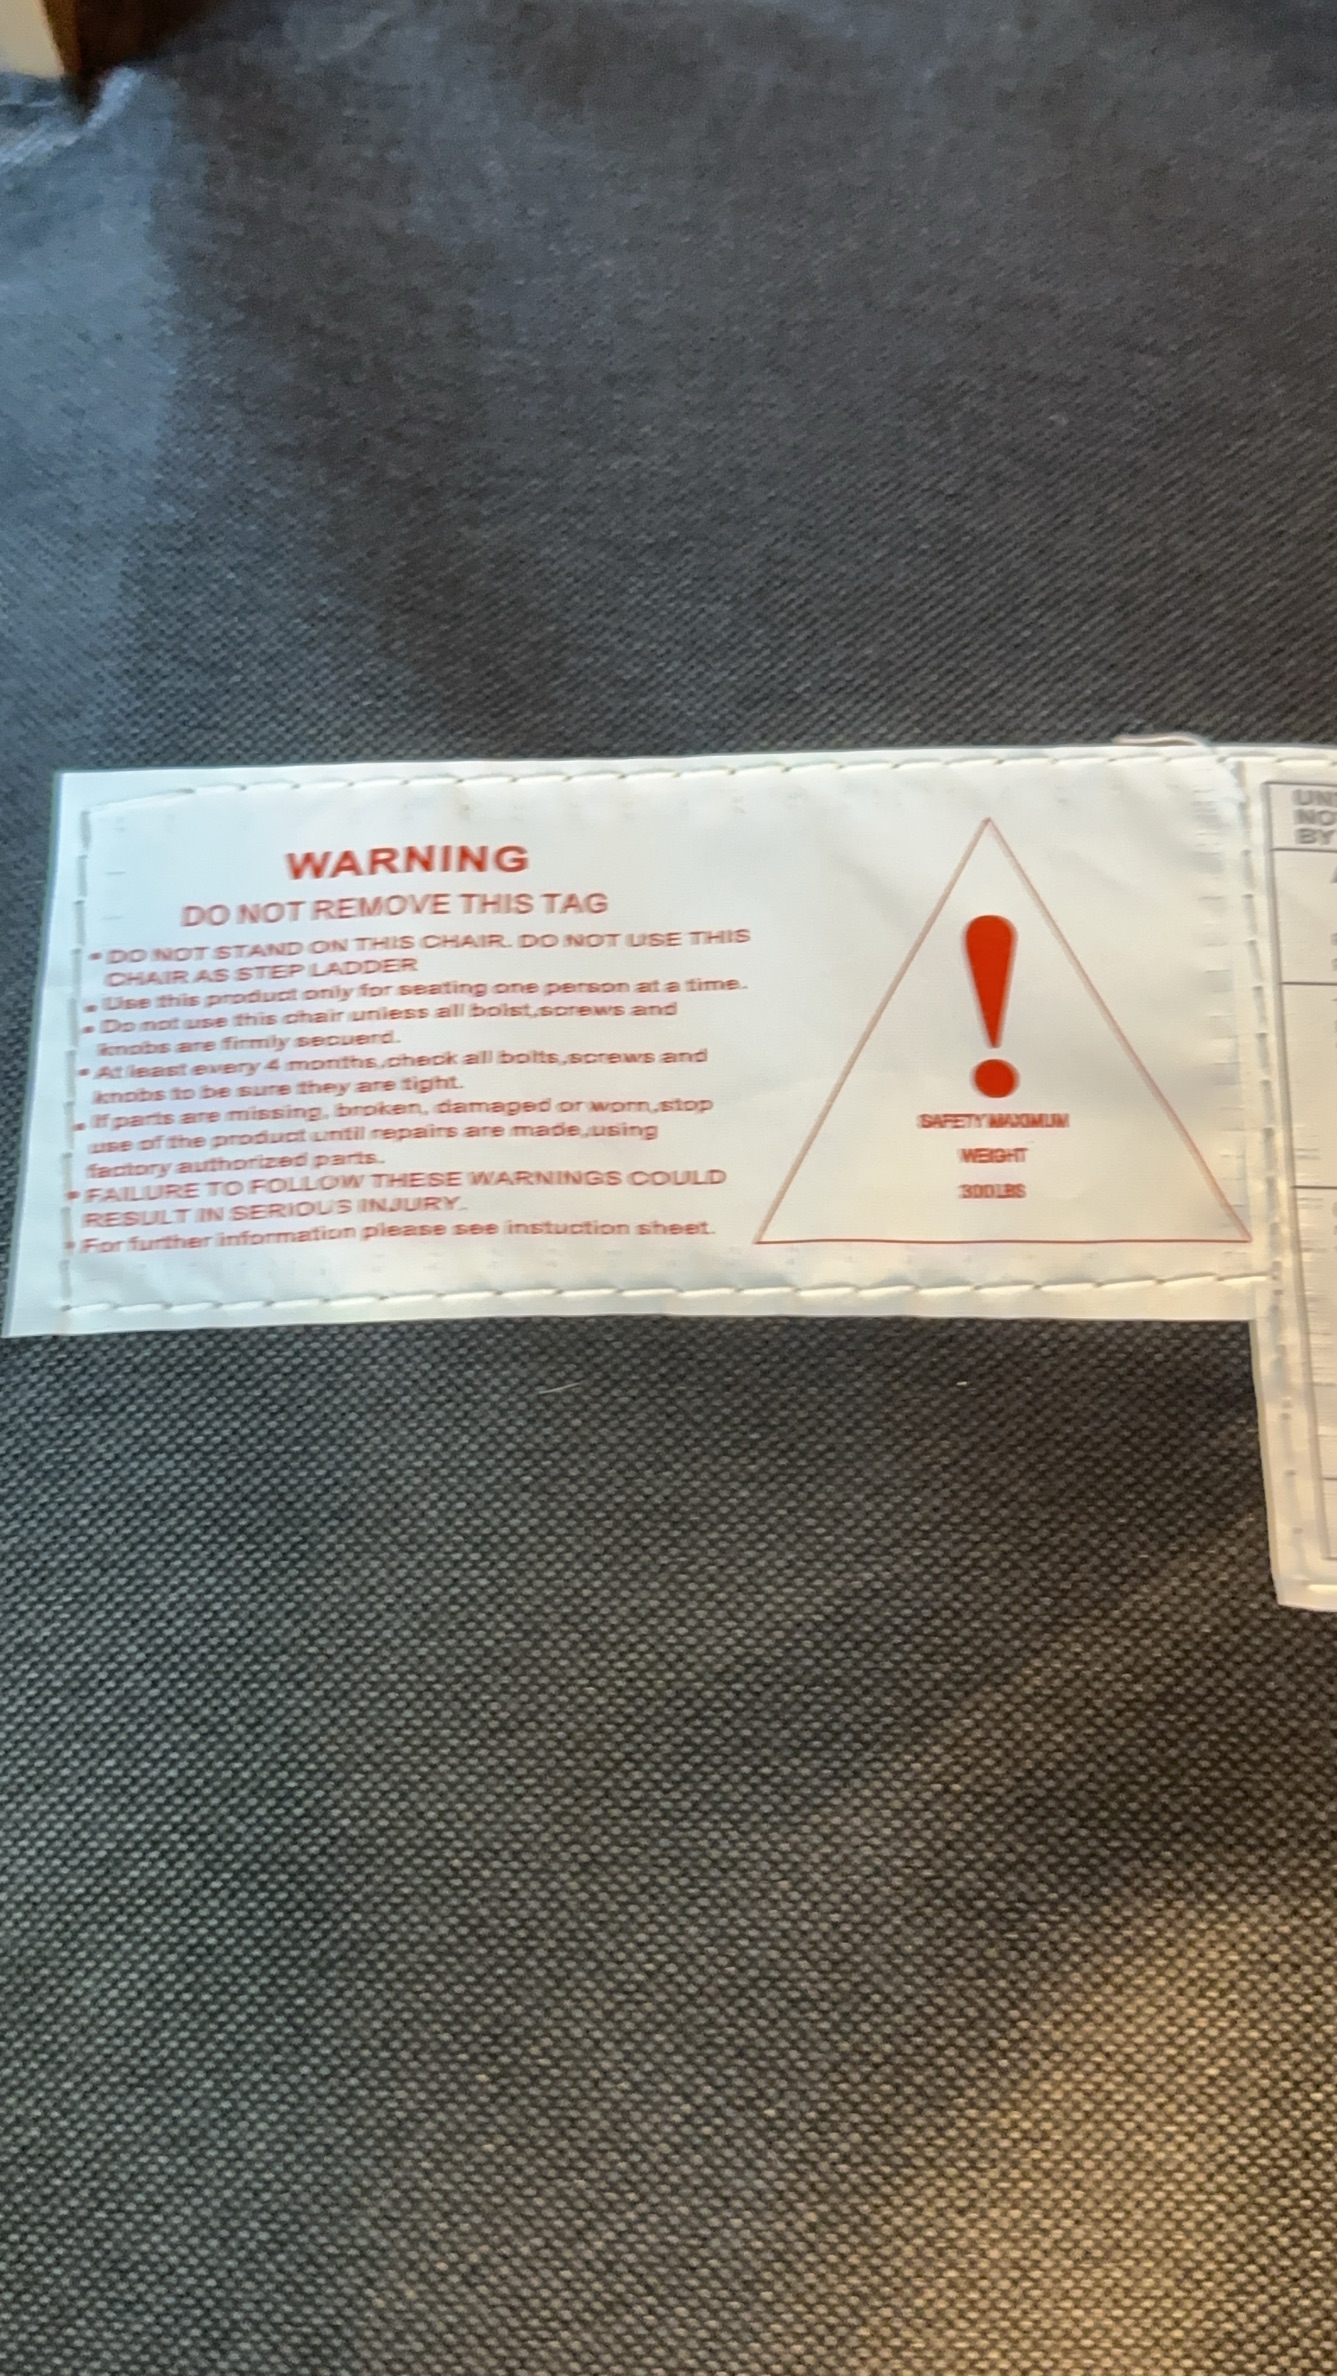 WARNING
DO NOT REMOVE THIS TAG
• DO NOT STAND ON THIS CHAIR. DO NOT USE THIS
CHAIR AS STEP LADDER
• Use this product only for seating one person at a time.
• Do not use this chair unless all bolst,screws and
knobs are firmly secuerd.
• At least every 4 months,check all bolts,screws and
knobs to be sure they are tight.
• If parts are missing, broken, damaged or worn,stop
use of the product until repairs are made,using
factory authorized parts.
• FAILURE TO FOLLOW THESE WARNINGS COULD
RESULT IN SERIOUS INJURY.
• For further information please see instuction sheet.
!
SAFETY MAXIMUM
WEIGHT
300LBS
UN
NO
BY